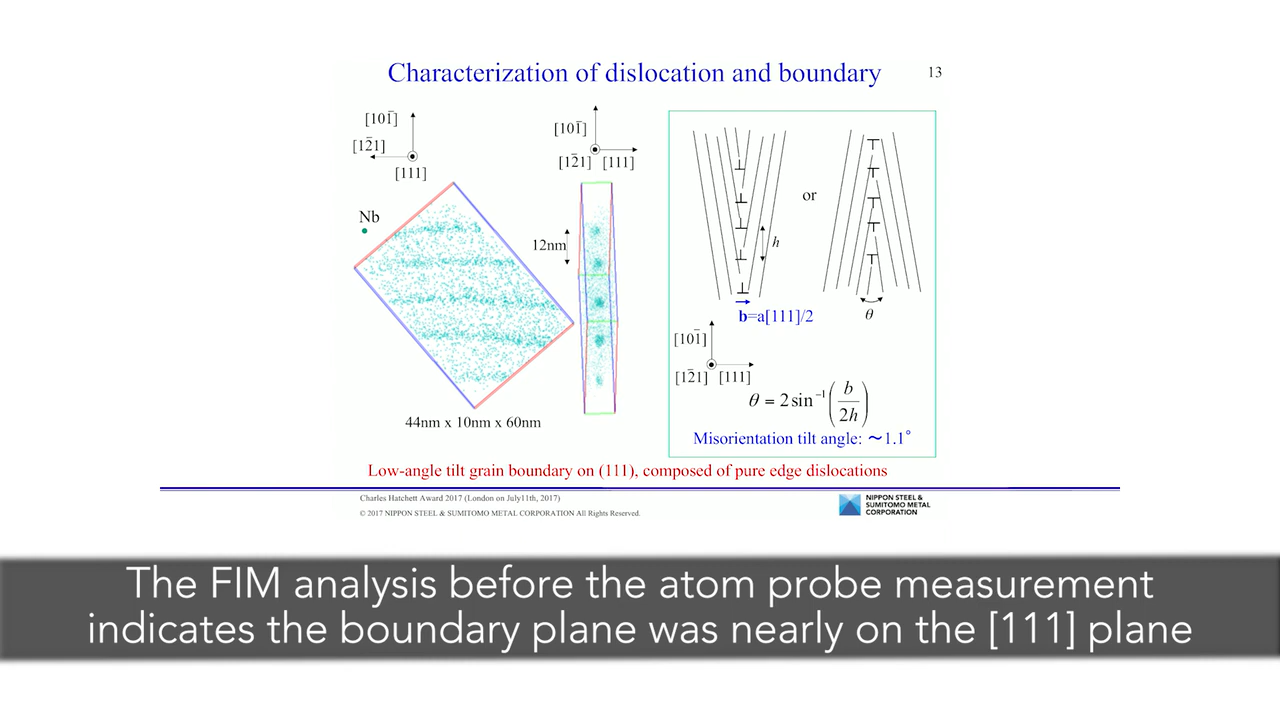 Characterization of dislocation and boundary
13
[101̅]
[12̅1]
[111]
Nb
44nm x 10nm x 60nm
[101̅]
[12̅1] [111]
12nm
or
h
b=a[111]/2
θ
[101̅]
[12̅1] [111]
θ = 2 sin⁻¹(b/2h)
Misorientation tilt angle: ~1.1°
Low-angle tilt grain boundary on (111), composed of pure edge dislocations
Charles Hatchett Award 2017 (London on July11th, 2017)
© 2017 NIPPON STEEL & SUMITOMO METAL CORPORATION All Rights Reserved.
NIPPON STEEL &
SUMITOMO METAL
CORPORATION
The FIM analysis before the atom probe measurement
indicates the boundary plane was nearly on the [111] plane